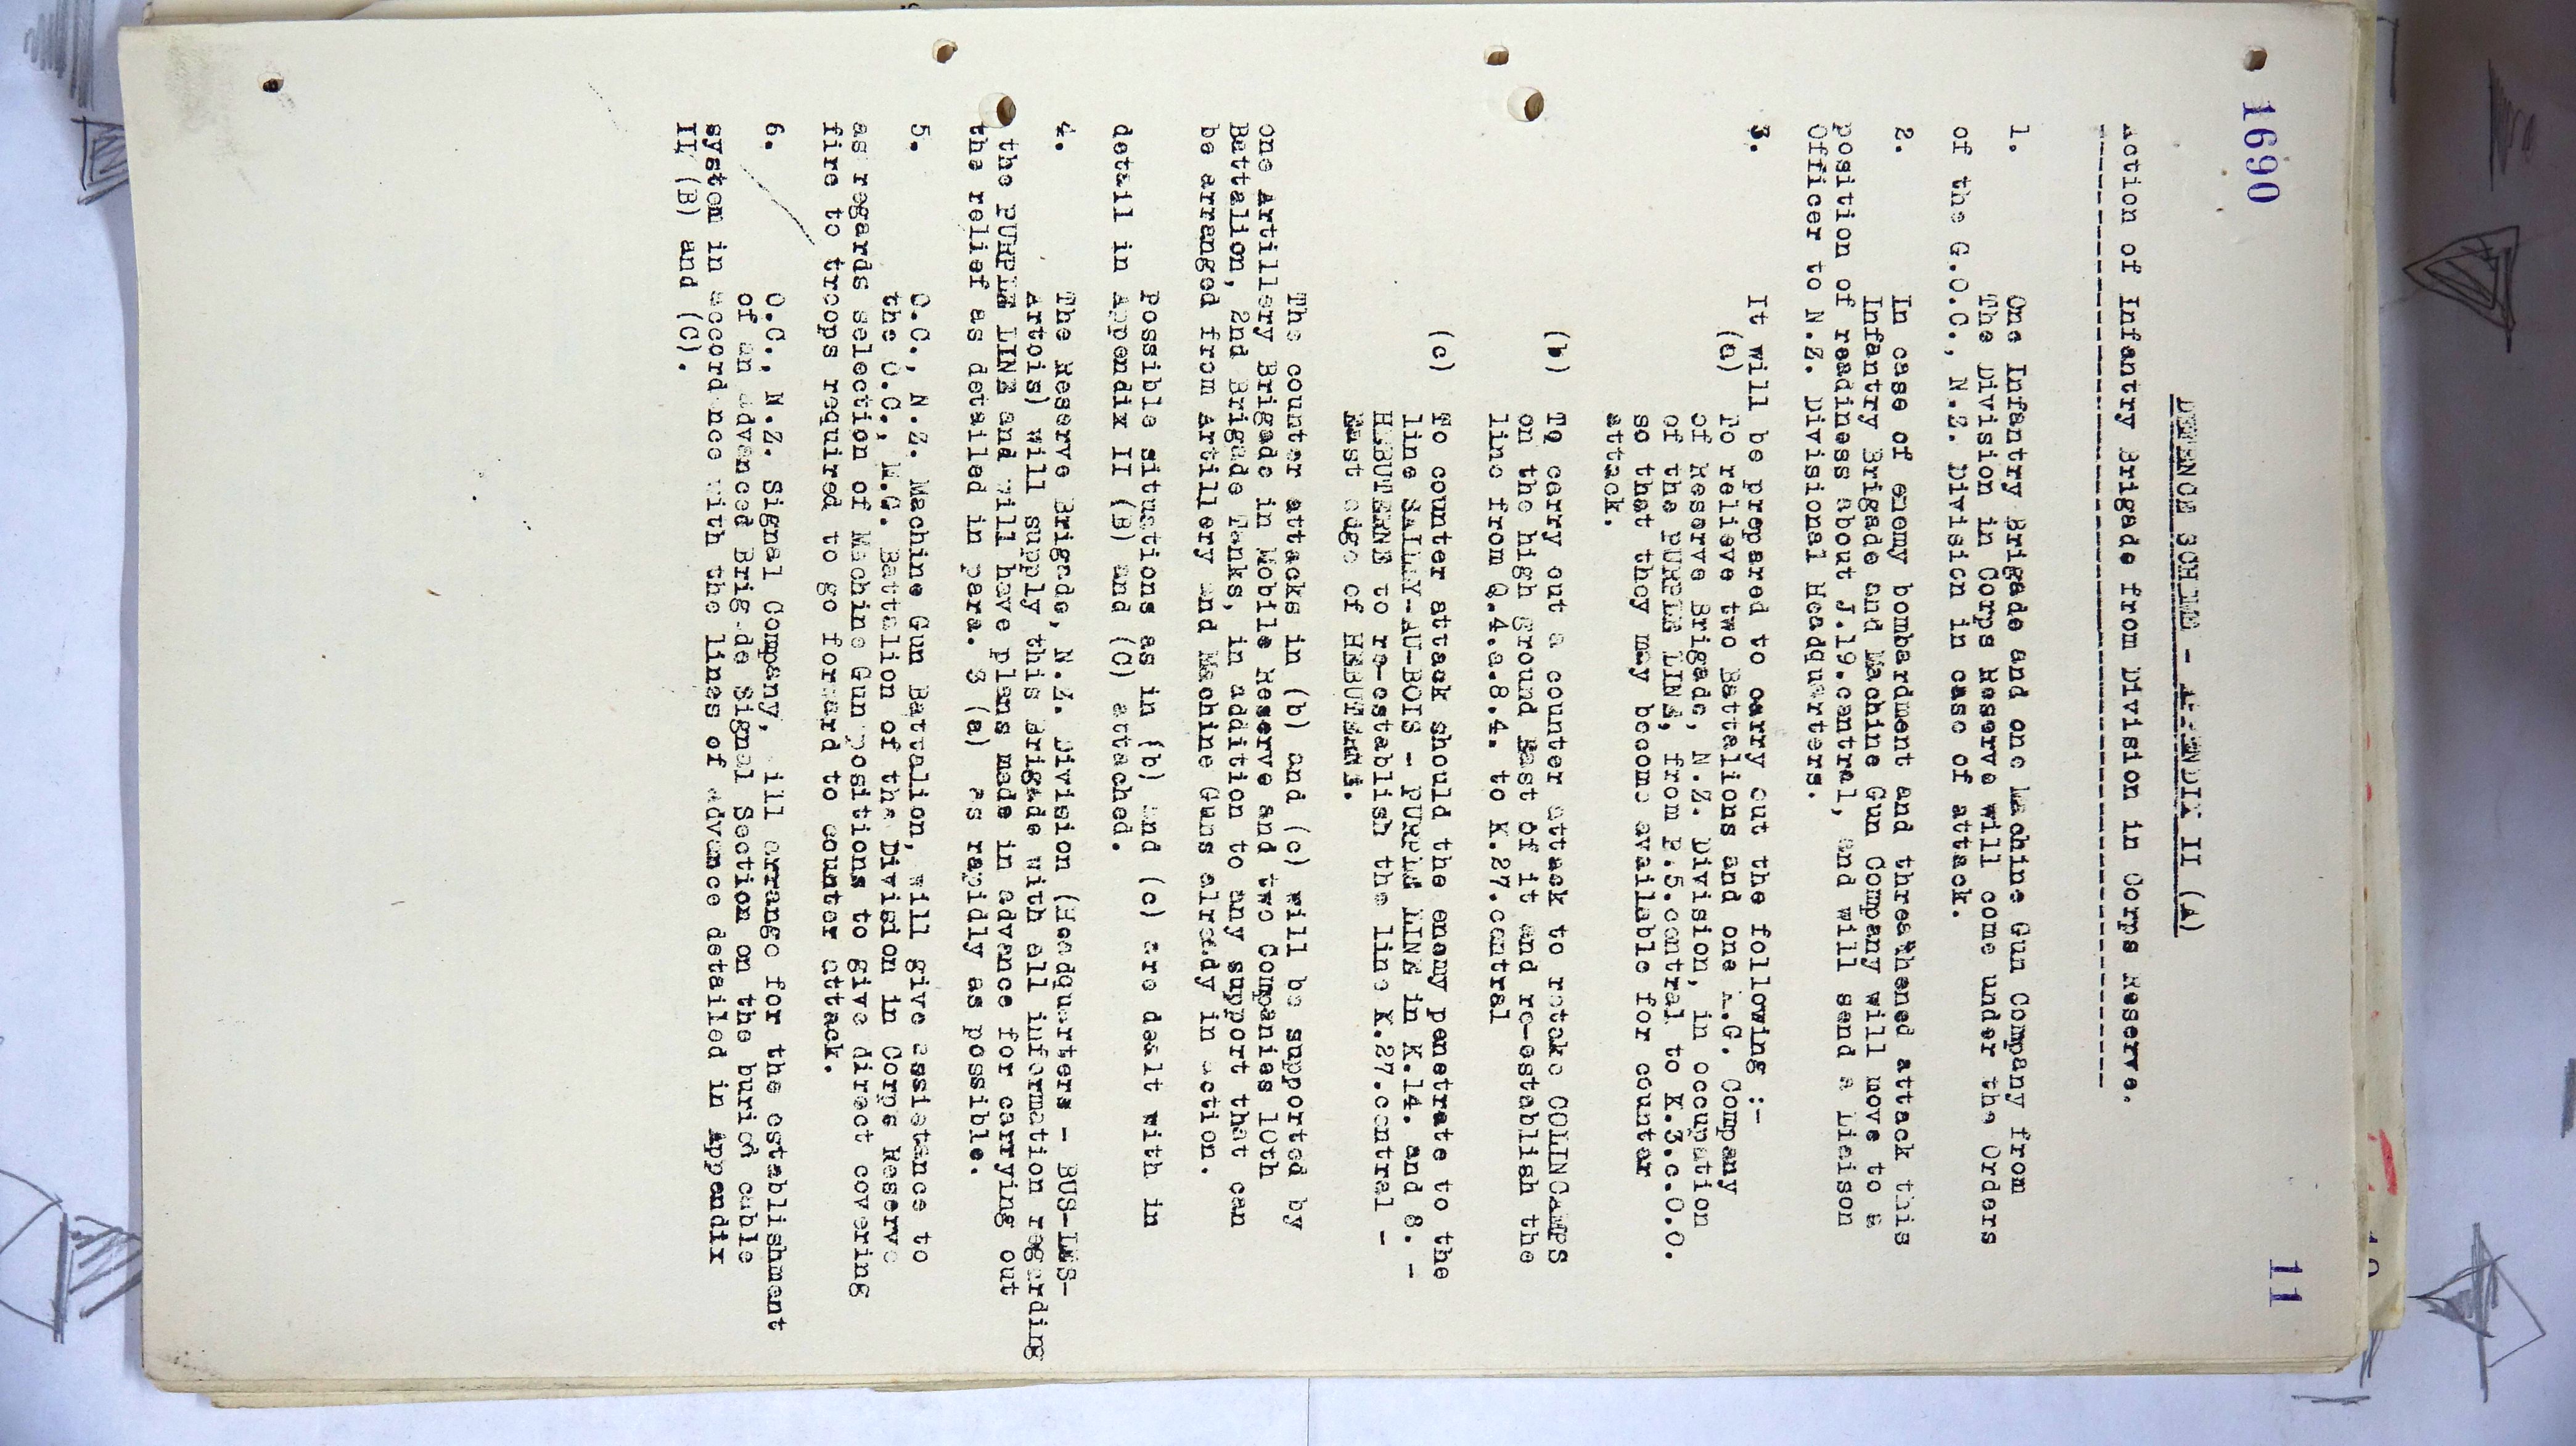 1690
11
DEFENCE SCHEME - APPENDIX II (A)
Action of Infantry Brigade from Division in Corps Reserve.
1. One Infantry Brigade and one Machine Gun Company from
The Division in Corps Reserve will come under the Orders
of the G.O.C., N.Z. Division in case of attack.
2. In case of enemy bombardment and threathened attack this
Infantry Brigade and Machine Gun Company will move to a
position of readiness about J.19.central, and will send a Liaison
Officer to N.Z. Divisional Headquarters.
3. It will be prepared to carry out the following :-
(a) To relieve two Battalions and one M.G. Company
of Reserve Brigade, N.Z. Division, in occupation
of the PURPLE LINE, from P.5.central to K.3.c.0.0.
so that they may become available for counter
attack.
(b) To carry out a counter attack to retake COLINCAMPS
on the high ground East of it and re-establish the
line from Q.4.a.8.4. to K.27.central
(c) To counter attack should the enemy penetrate to the
line SAILLY-AU-BOIS - PURPLE LINE in K.14. and 8. -
HEBUTERNE to re-establish the line K.27.central -
East edge of HEBUTERNE.
The counter attacks in (b) and (c) will be supported by
one Artillery Brigade in Mobile Reserve and two Companies 10th
Battalion, 2nd Brigade Tanks, in addition to any support that can
be arranged from Artillery and Machine Guns already in action.
Possible situations as in (b) and (c) are dealt with in
detail in Appendix II (B) and (C) attached.
4. The Reserve Brigade, N.Z. Division (Headquarters - BUS-LES-
Artois) will supply this Brigade with all information regarding
the PURPLE LINE and will have plans made in advance for carrying out
the relief as detailed in para. 3 (a) as rapidly as possible.
5. O.C., N.Z. Machine Gun Battalion, will give assistance to
the O.C., M.G. Battalion of the Division in Corps Reserve
as regards selection of Machine Gun positions to give direct covering
fire to troops required to go forward to counter attack.
6. O.C., N.Z. Signal Company, will arrange for the establishment
of an advanced Brigade Signal Section on the buried cable
system in accordance with the lines of advance detailed in Appendix
II (B) and (C).